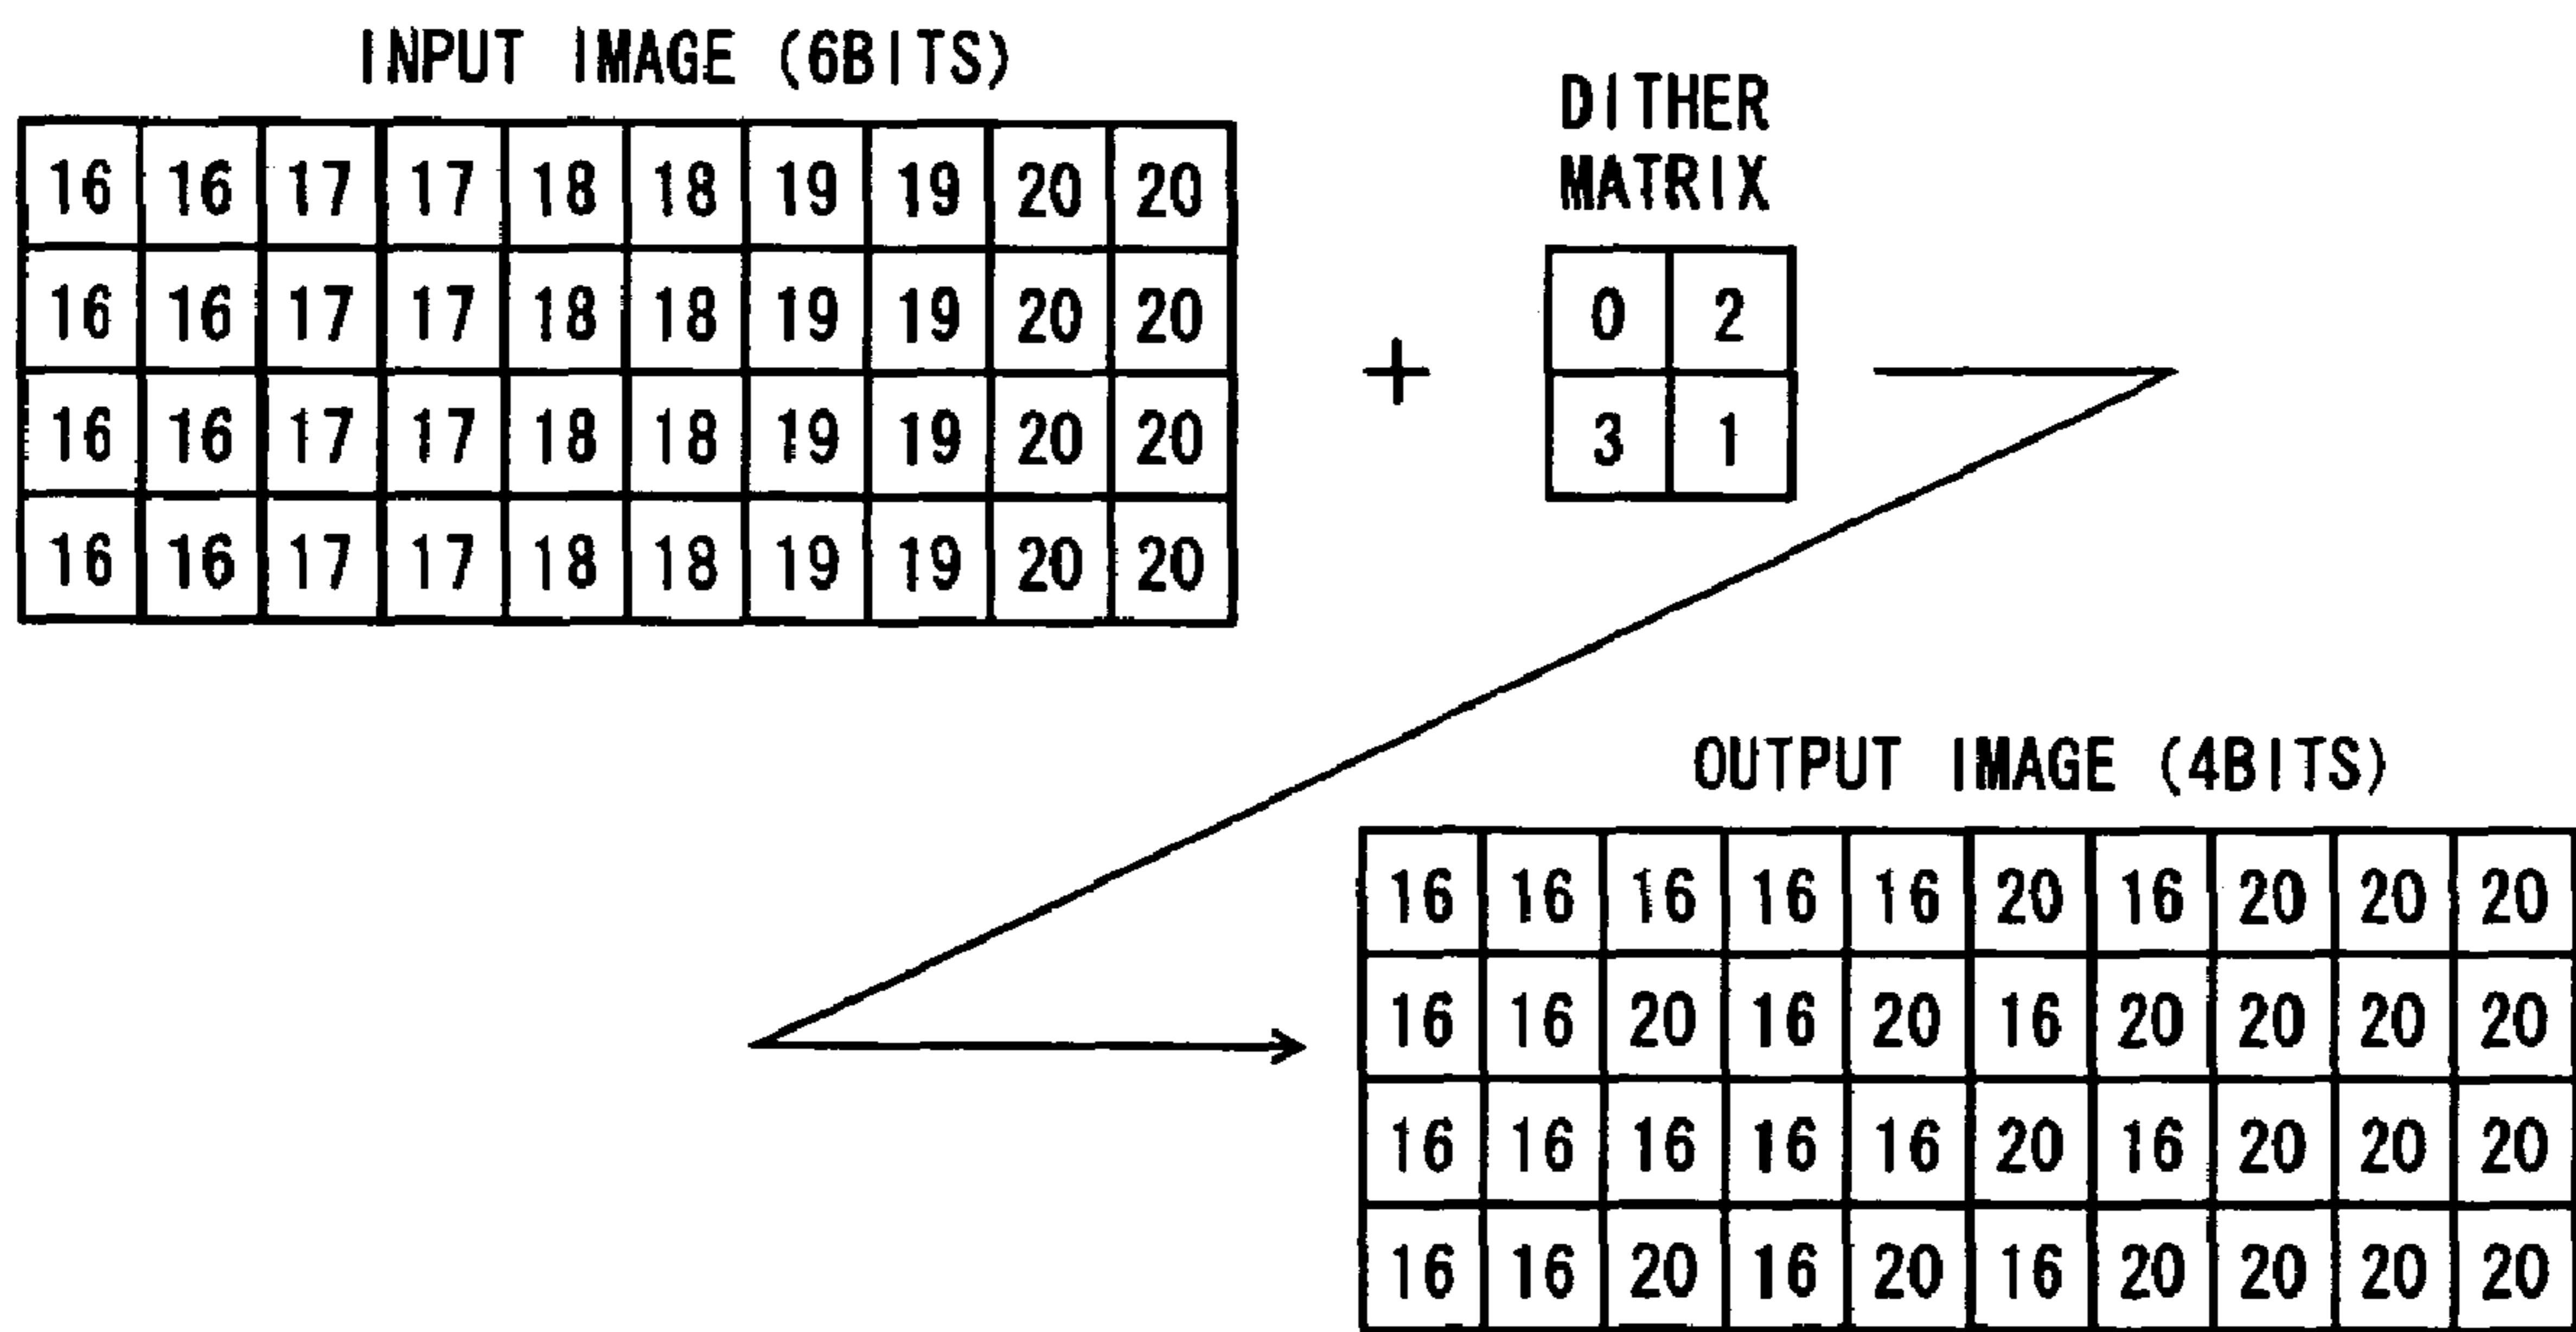 INPUT IMAGE (6BITS)
16 16 17 17 18 18 19 19 20 20
16 16 17 17 18 18 19 19 20 20
16 16 17 17 18 18 19 19 20 20
16 16 17 17 18 18 19 19 20 20
+
DITHER
MATRIX
0 2
3 1
OUTPUT IMAGE (4BITS)
16 16 16 16 16 20 16 20 20 20
16 16 20 16 20 16 20 20 20 20
16 16 16 16 16 20 16 20 20 20
16 16 20 16 20 16 20 20 20 20